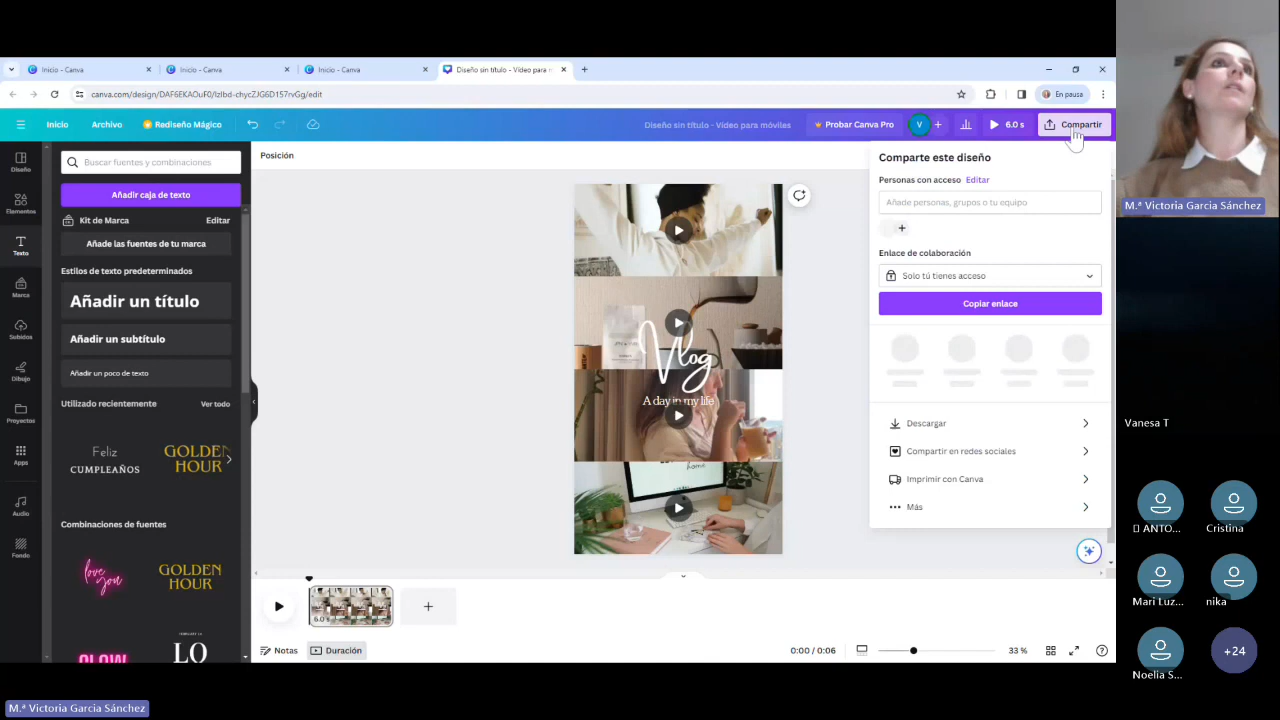 Inicio - Canva
Inicio - Canva
Inicio - Canva
Diseño sin título - Vídeo para m
canva.com/design/DAF6EKAOuF0/lzlbd-chycZJG6D157rvGg/edit
En pausa
Inicio
Archivo
Rediseño Mágico
Diseño sin título - Vídeo para móviles
Probar Canva Pro
V
6.0 s
Compartir
Diseño
Elementos
Texto
Marca
Subidos
Dibujo
Proyectos
Apps
Audio
Fondo
Buscar fuentes y combinaciones
Añadir caja de texto
Kit de Marca
Editar
Añade las fuentes de tu marca
Estilos de texto predeterminados
Añadir un título
Añadir un subtítulo
Añadir un poco de texto
Utilizado recientemente
Ver todo
Feliz
CUMPLEAÑOS
GOLDEN
HOUR
Combinaciones de fuentes
love
you
GOLDEN
HOUR
GLOW
LO
Posición
Vlog
A day in my life
home
Comparte este diseño
Personas con acceso
Editar
Añade personas, grupos o tu equipo
Enlace de colaboración
Solo tú tienes acceso
Copiar enlace
Descargar
Compartir en redes sociales
Imprimir con Canva
Más
6.0 s
Notas
Duración
0:00 / 0:06
33 %
M.ª Victoria Garcia Sánchez
Vanesa T
ANTO...
Cristina
Mari Luz...
nika
Noelia S...
+24
M.ª Victoria Garcia Sánchez